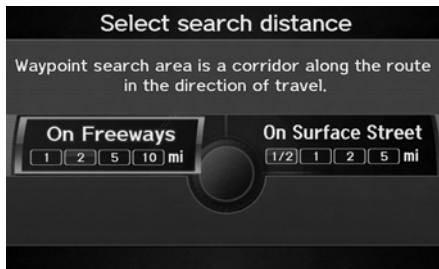 Select search distance
Waypoint search area is a corridor along the route
in the direction of travel.
On Freeways
1 2 5 10 mi
On Surface Street
1/2 1 2 5 mi